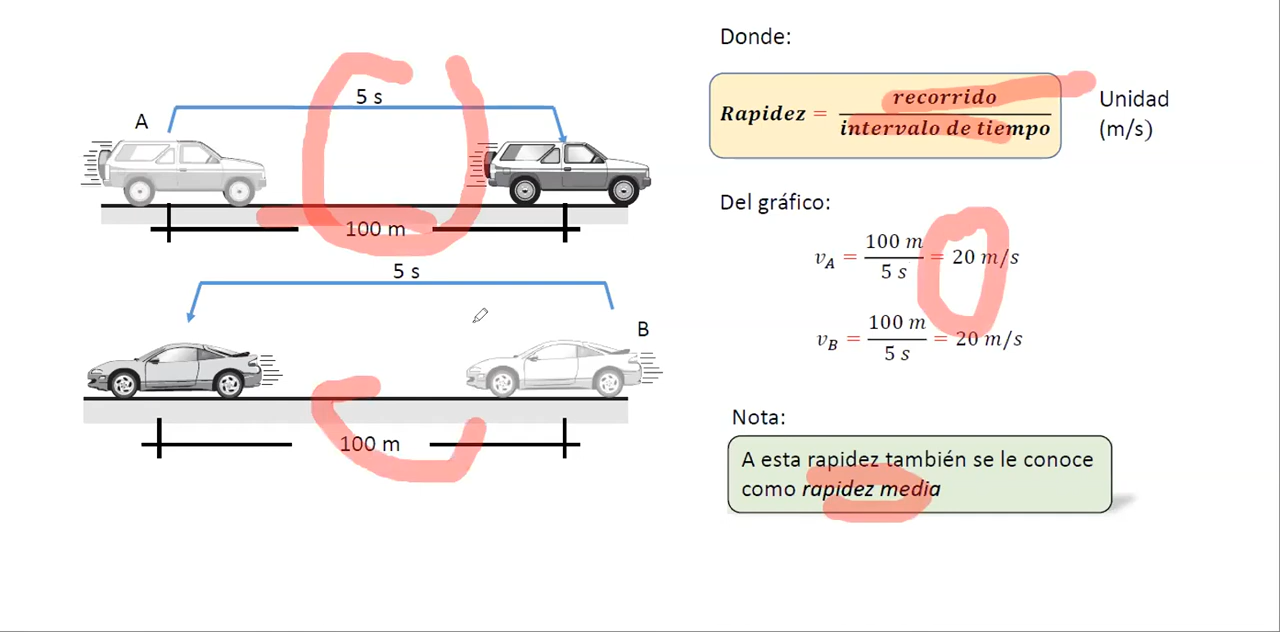 5 s
A
100 m
5 s
B
100 m
Donde:
Rapidez = recorrido / intervalo de tiempo
Unidad
(m/s)
Del gráfico:
v_A = 100 m / 5 s = 20 m/s
v_B = 100 m / 5 s = 20 m/s
Nota:
A esta rapidez también se le conoce
como rapidez media